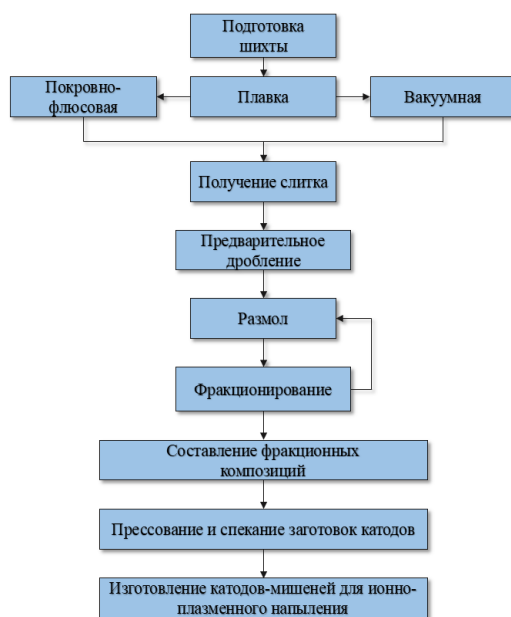 Подготовка
шихты
Покровно-
флюсовая
Плавка
Вакуумная
Получение слитка
Предварительное
дробление
Размол
Фракционирование
Составление фракционных
композиций
Прессование и спекание заготовок катодов
Изготовление катодов-мишеней для ионно-
плазменного напыления